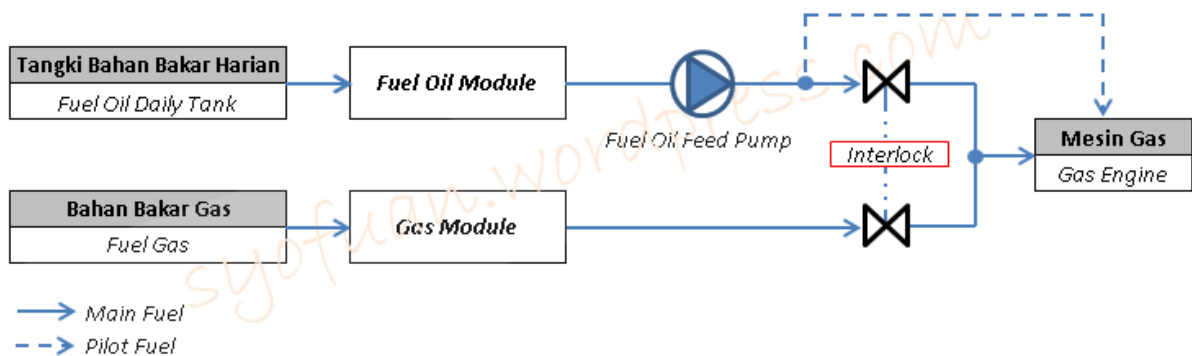 Tangki Bahan Bakar Harian
Fuel Oil Daily Tank
Fuel Oil Module
Fuel Oil Feed Pump
Interlock
Mesin Gas
Gas Engine
Bahan Bakar Gas
Fuel Gas
Gas Module
Main Fuel
Pilot Fuel
syofuan.wordpress.com